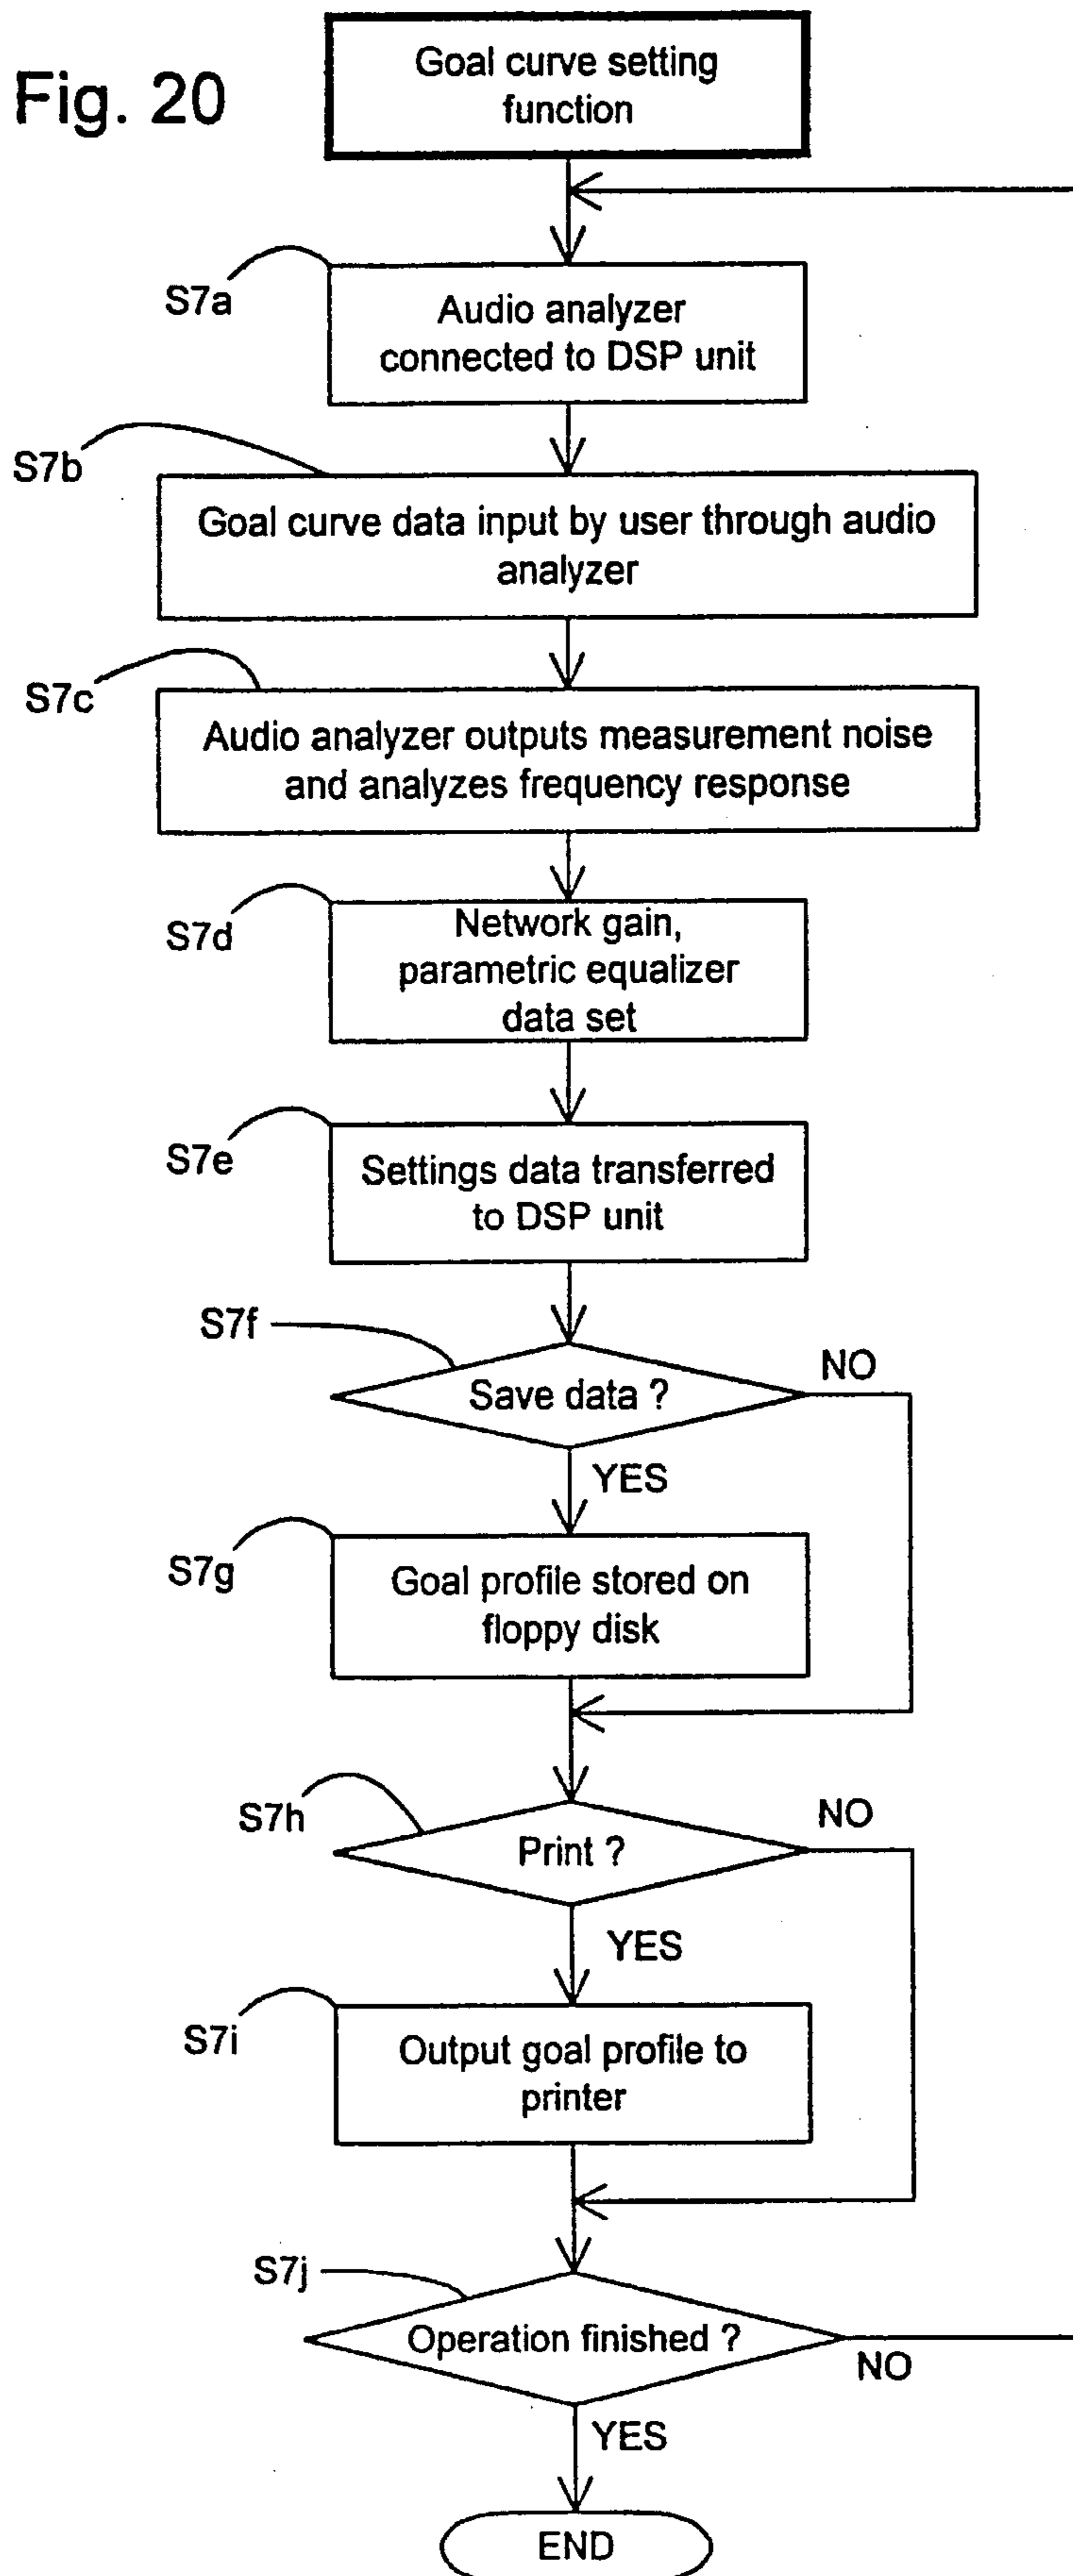 Fig. 20
Goal curve setting
function
S7a
Audio analyzer
connected to DSP unit
S7b
Goal curve data input by user through audio
analyzer
S7c
Audio analyzer outputs measurement noise
and analyzes frequency response
S7d
Network gain,
parametric equalizer
data set
S7e
Settings data transferred
to DSP unit
S7f
Save data ?
NO
YES
S7g
Goal profile stored on
floppy disk
S7h
Print ?
NO
YES
S7i
Output goal profile to
printer
S7j
Operation finished ?
NO
YES
END